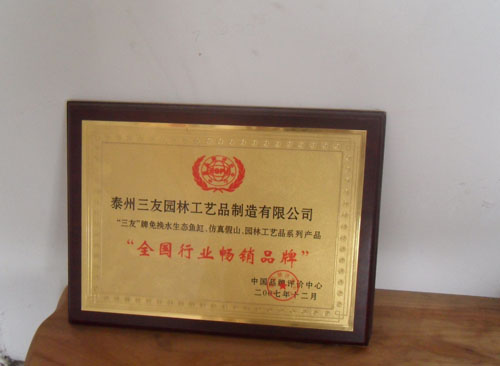 泰州三友园林工艺品制造有限公司
“三友”牌免换水生态鱼缸、仿真假山、园林工艺品系列产品
“全国行业畅销品牌”
中国品牌评价中心
二〇〇七年十二月